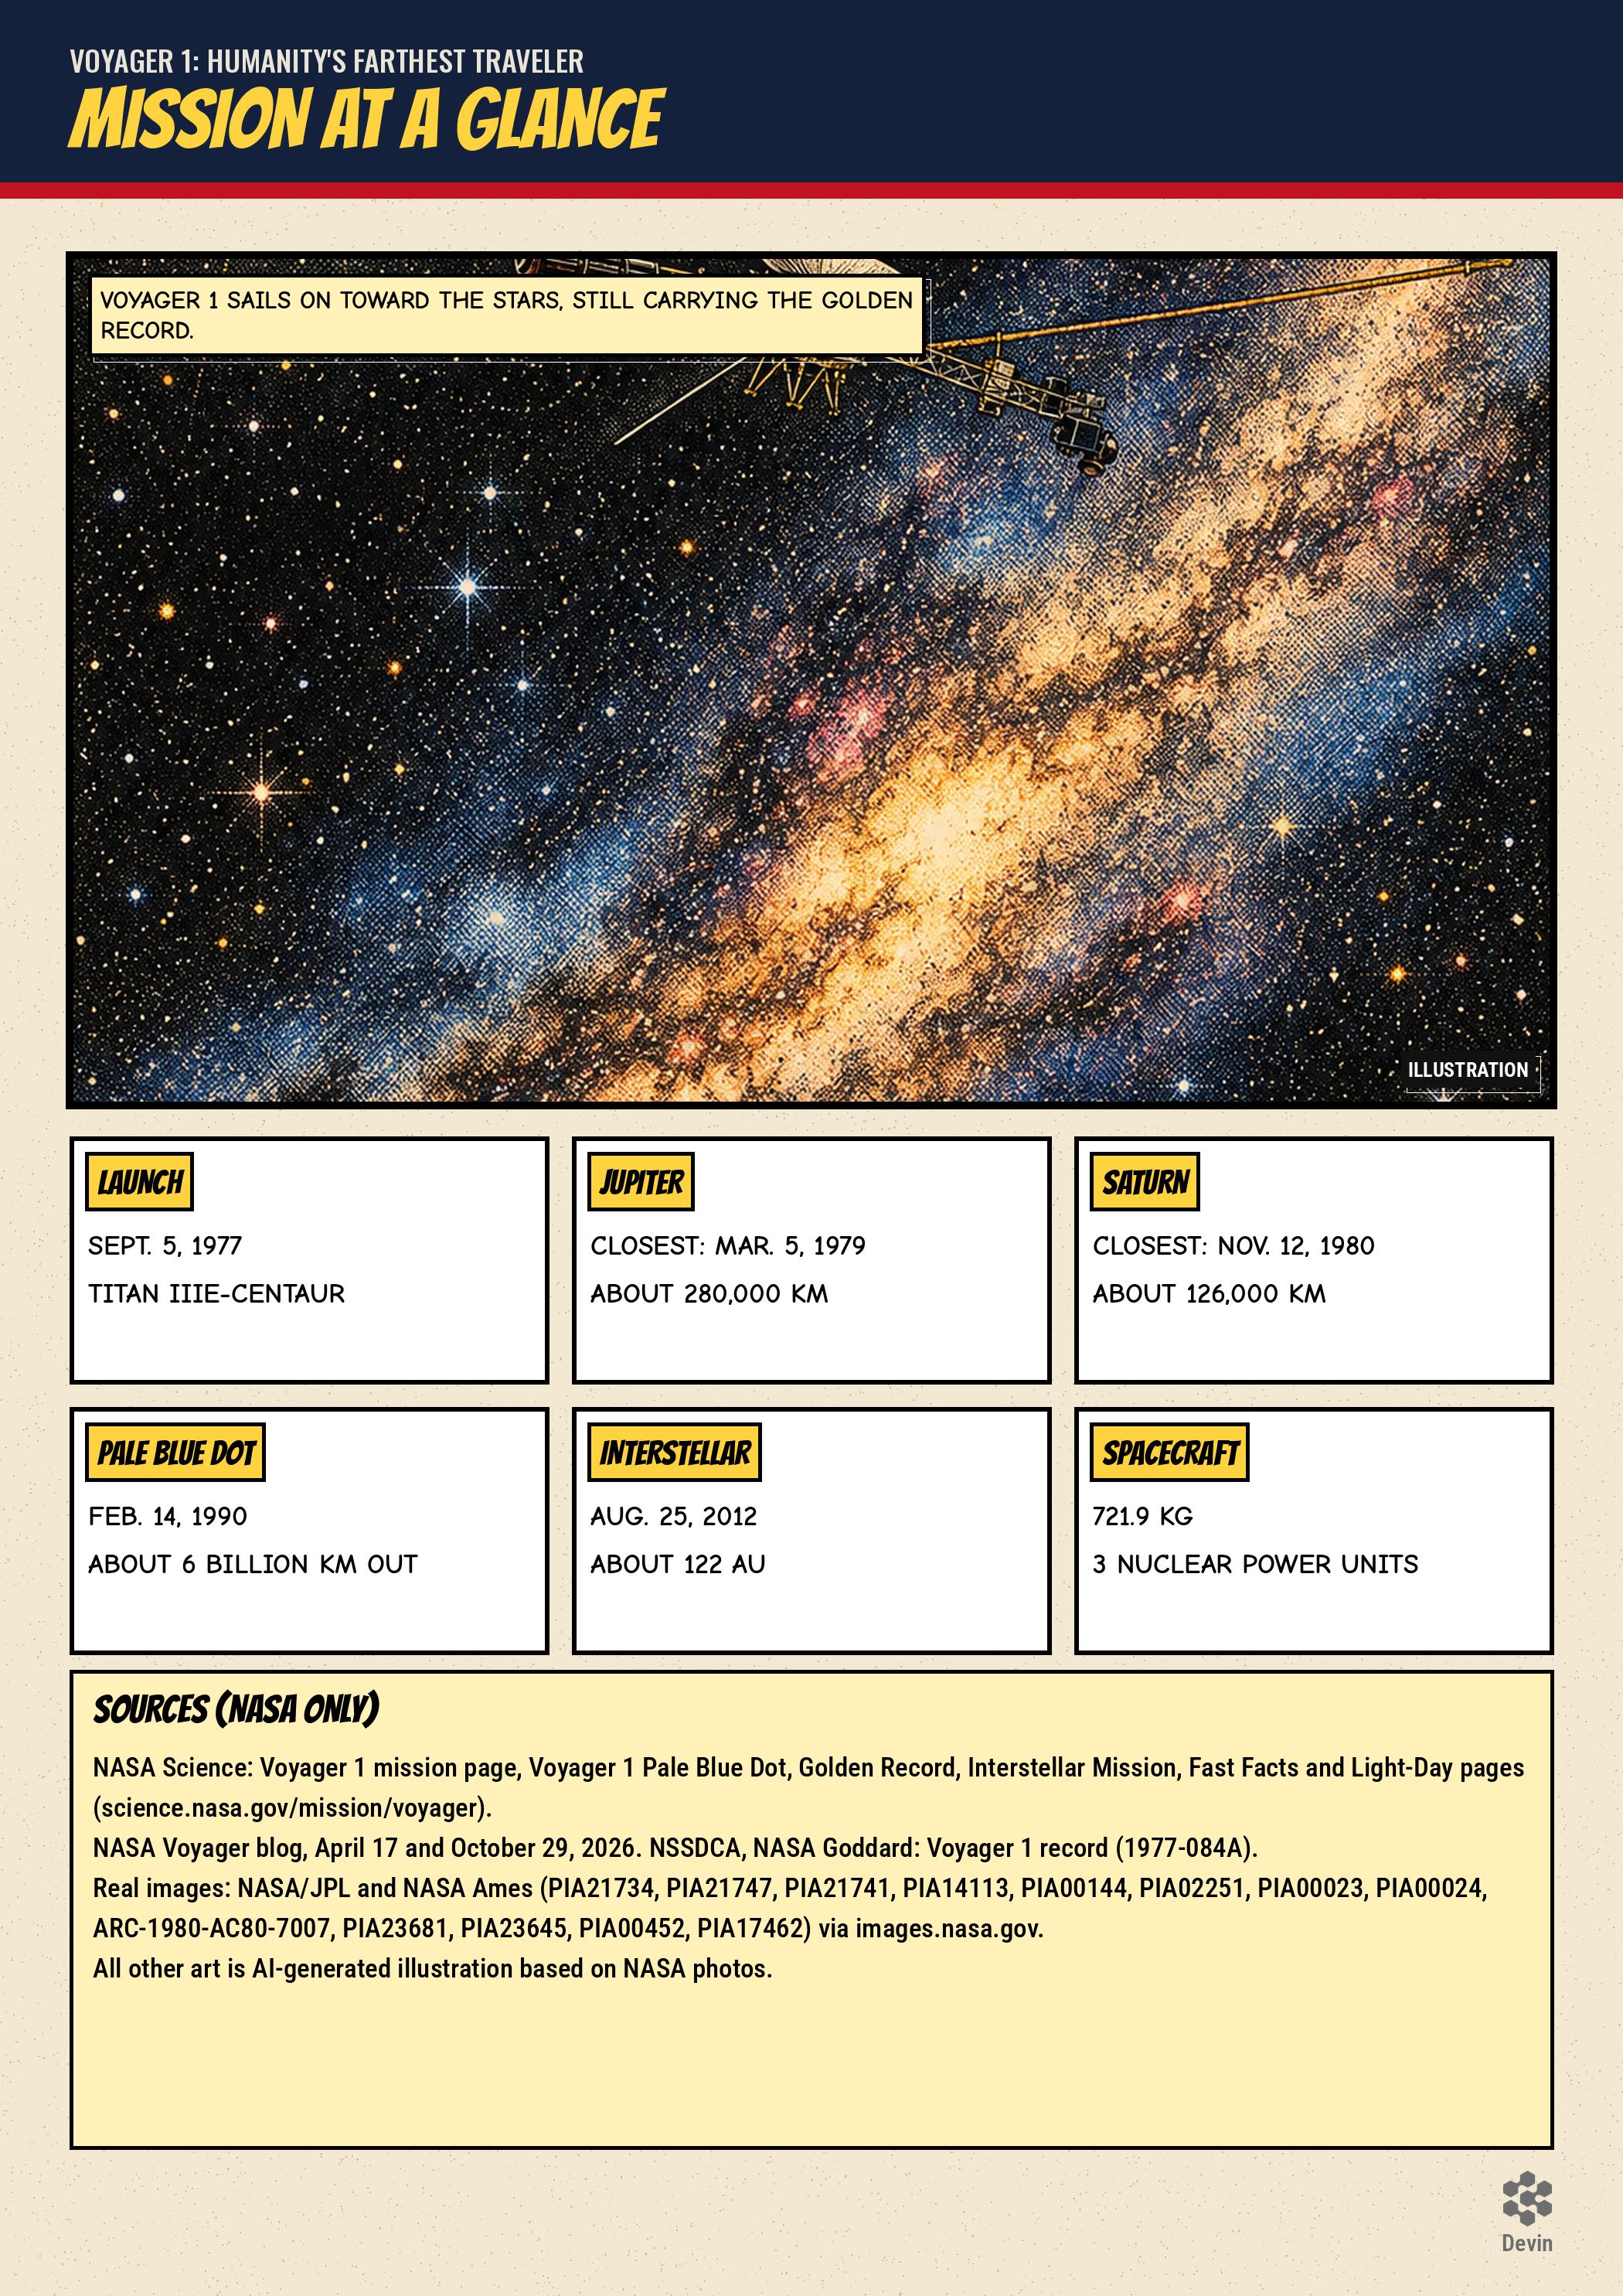 VOYAGER 1: HUMANITY'S FARTHEST TRAVELER
MISSION AT A GLANCE
VOYAGER 1 SAILS ON TOWARD THE STARS, STILL CARRYING THE GOLDEN
RECORD.
ILLUSTRATION
LAUNCH
SEPT. 5, 1977
TITAN IIIE-CENTAUR
JUPITER
CLOSEST: MAR. 5, 1979
ABOUT 280,000 KM
SATURN
CLOSEST: NOV. 12, 1980
ABOUT 126,000 KM
PALE BLUE DOT
FEB. 14, 1990
ABOUT 6 BILLION KM OUT
INTERSTELLAR
AUG. 25, 2012
ABOUT 122 AU
SPACECRAFT
721.9 KG
3 NUCLEAR POWER UNITS
SOURCES (NASA ONLY)
NASA Science: Voyager 1 mission page, Voyager 1 Pale Blue Dot, Golden Record, Interstellar Mission, Fast Facts and Light-Day pages
(science.nasa.gov/mission/voyager).
NASA Voyager blog, April 17 and October 29, 2026. NSSDCA, NASA Goddard: Voyager 1 record (1977-084A).
Real images: NASA/JPL and NASA Ames (PIA21734, PIA21747, PIA21741, PIA14113, PIA00144, PIA02251, PIA00023, PIA00024,
ARC-1980-AC80-7007, PIA23681, PIA23645, PIA00452, PIA17462) via images.nasa.gov.
All other art is AI-generated illustration based on NASA photos.
Devin